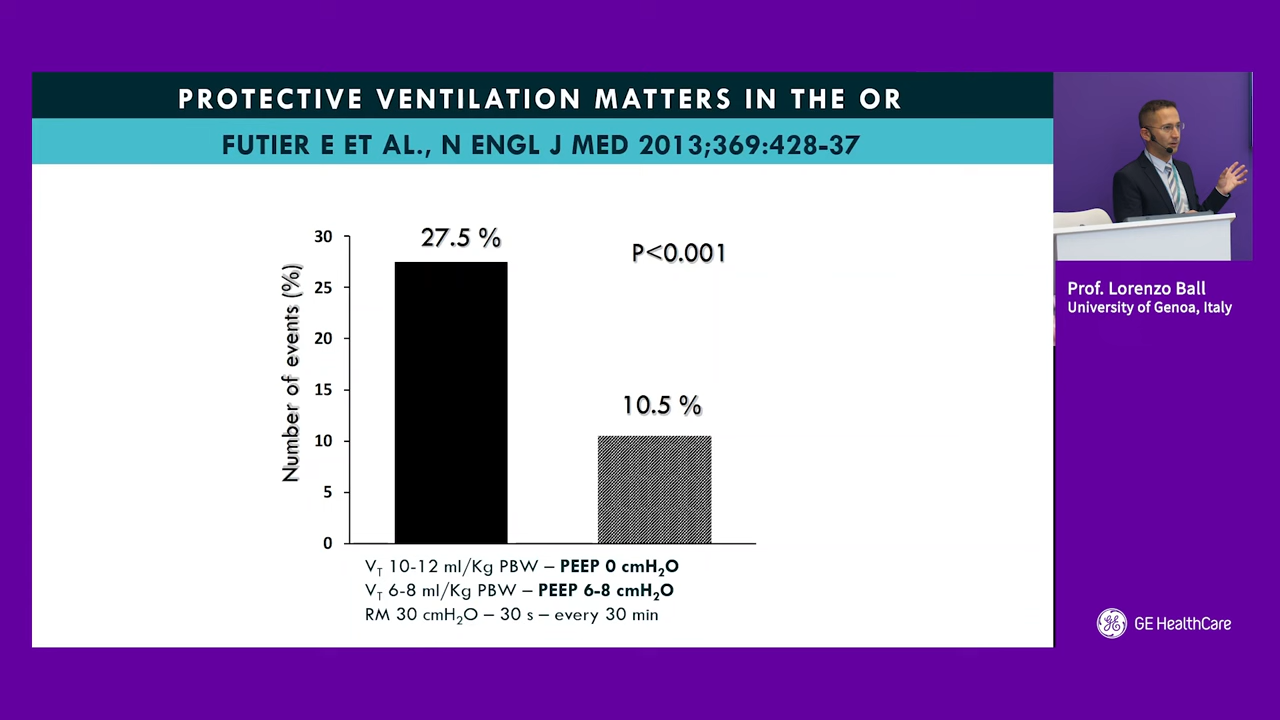 PROTECTIVE VENTILATION MATTERS IN THE OR
FUTIER E ET AL., N ENGL J MED 2013;369:428-37
Number of events (%)
30
25
20
15
10
5
0
27.5 %
P<0.001
10.5 %
VT 10-12 ml/Kg PBW – PEEP 0 cmH2O
VT 6-8 ml/Kg PBW – PEEP 6-8 cmH2O
RM 30 cmH2O – 30 s – every 30 min
Prof. Lorenzo Ball
University of Genoa, Italy
GE HealthCare